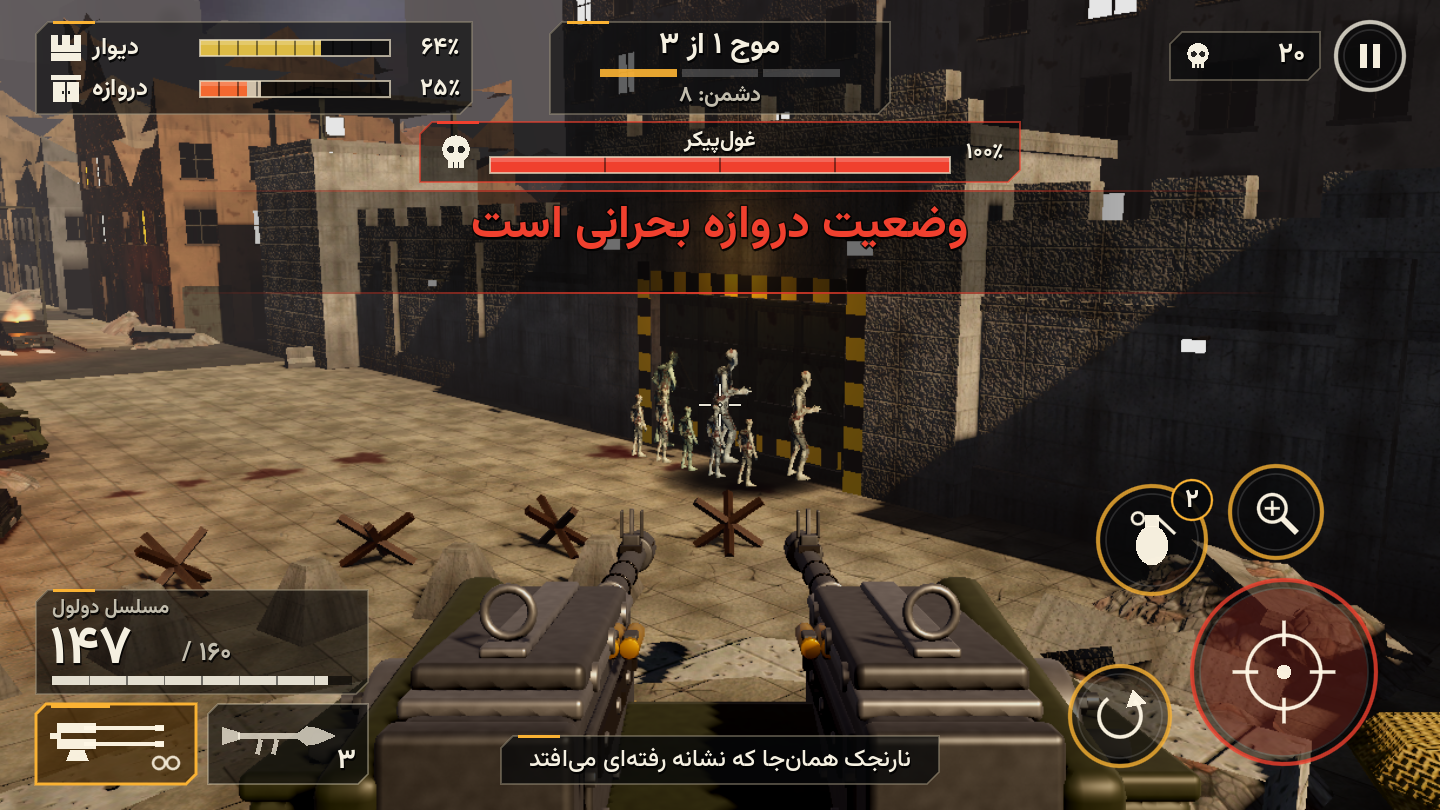 دیوار ۶۴٪
دروازه ۲۵٪
موج ۱ از ۳
دشمن: ۸
۲۰
غول‌پیکر
۱۰۰٪
وضعیت دروازه بحرانی است
۲
مسلسل دولول
۱۴۷ / ۱۶۰
∞
۳
نارنجک همان‌جا که نشانه رفته‌ای می‌افتد